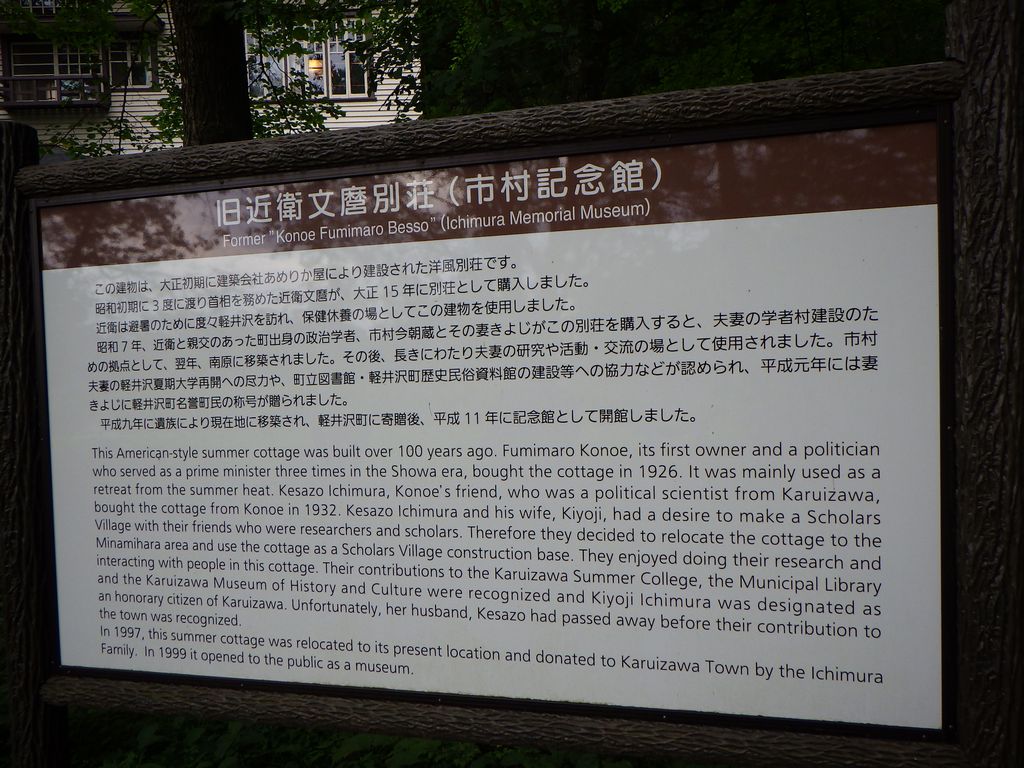 旧近衛文麿別荘（市村記念館）
Former "Konoe Fumimaro Besso" (Ichimura Memorial Museum)
この建物は、大正初期に建築会社あめりか屋により建設された洋風別荘です。
昭和初期に3度に渡り首相を務めた近衛文麿が、大正15年に別荘として購入しました。
近衛は避暑のために度々軽井沢を訪れ、保健休養の場としてこの建物を使用しました。
昭和7年、近衛と親交のあった町出身の政治学者、市村今朝蔵とその妻きよじがこの別荘を購入すると、夫妻の学者村建設のた
めの拠点として、翌年、南原に移築されました。その後、長きにわたり夫妻の研究や活動・交流の場として使用されました。市村
夫妻の軽井沢夏期大学再開への尽力や、町立図書館・軽井沢町歴史民俗資料館の建設等への協力などが認められ、平成元年には妻
きよじに軽井沢町名誉町民の称号が贈られました。
平成九年に遺族により現在地に移築され、軽井沢町に寄贈後、平成11年に記念館として開館しました。
This American-style summer cottage was built over 100 years ago. Fumimaro Konoe, its first owner and a politician
who served as a prime minister three times in the Showa era, bought the cottage in 1926. It was mainly used as a
retreat from the summer heat. Kesazo Ichimura, Konoe's friend, who was a political scientist from Karuizawa,
bought the cottage from Konoe in 1932. Kesazo Ichimura and his wife, Kiyoji, had a desire to make a Scholars
Village with their friends who were researchers and scholars. Therefore they decided to relocate the cottage to the
Minamihara area and use the cottage as a Scholars Village construction base. They enjoyed doing their research and
interacting with people in this cottage. Their contributions to the Karuizawa Summer College, the Municipal Library
and the Karuizawa Museum of History and Culture were recognized and Kiyoji Ichimura was designated as
an honorary citizen of Karuizawa. Unfortunately, her husband, Kesazo had passed away before their contribution to
the town was recognized.
In 1997, this summer cottage was relocated to its present location and donated to Karuizawa Town by the Ichimura
Family. In 1999 it opened to the public as a museum.